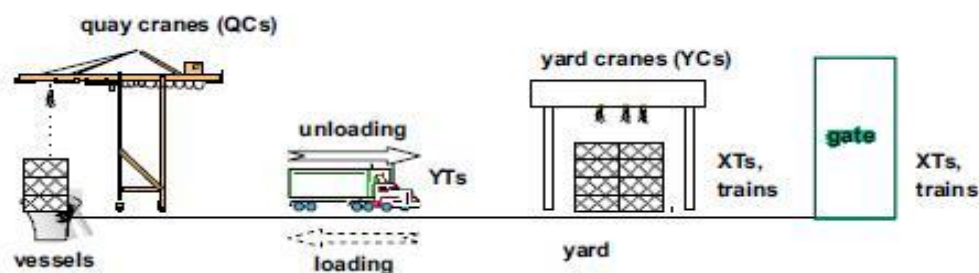 quay cranes (QCs)
yard cranes (YCs)
unloading
YTs
gate
XTs,
trains
XTs,
trains
vessels
loading
yard